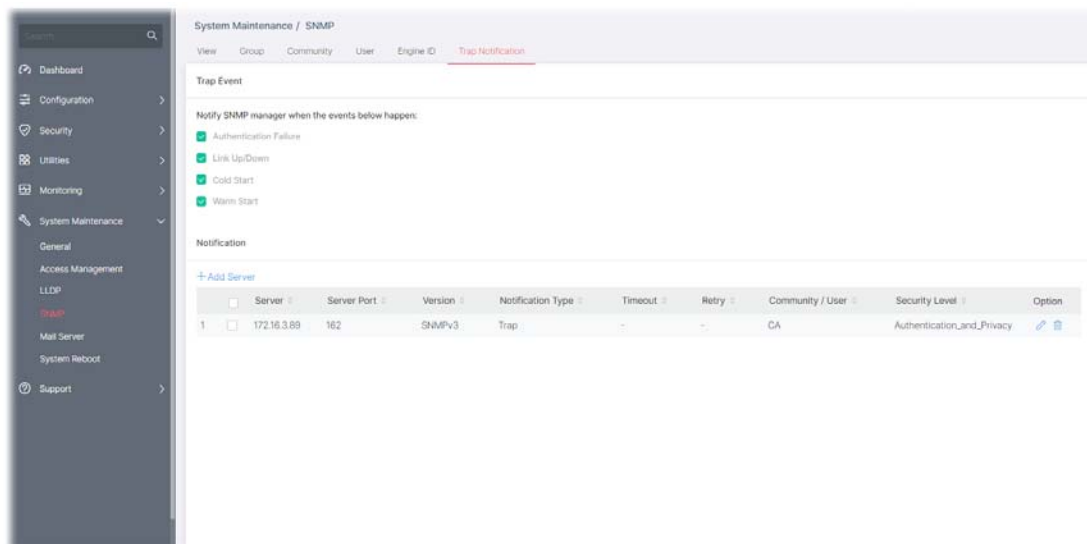 Search
Dashboard
Configuration
Security
Utilities
Monitoring
System Maintenance
General
Access Management
LLDP
SNMP
Mail Server
System Reboot
Support
System Maintenance / SNMP
View Group Community User Engine ID Trap Notification
Trap Event
Notify SNMP manager when the events below happen:
Authentication Failure
Link Up/Down
Cold Start
Warm Start
Notification
+ Add Server
Server Server Port Version Notification Type Timeout Retry Community / User Security Level Option
1 172.16.3.89 162 SNMPv3 Trap - - CA Authentication_and_Privacy